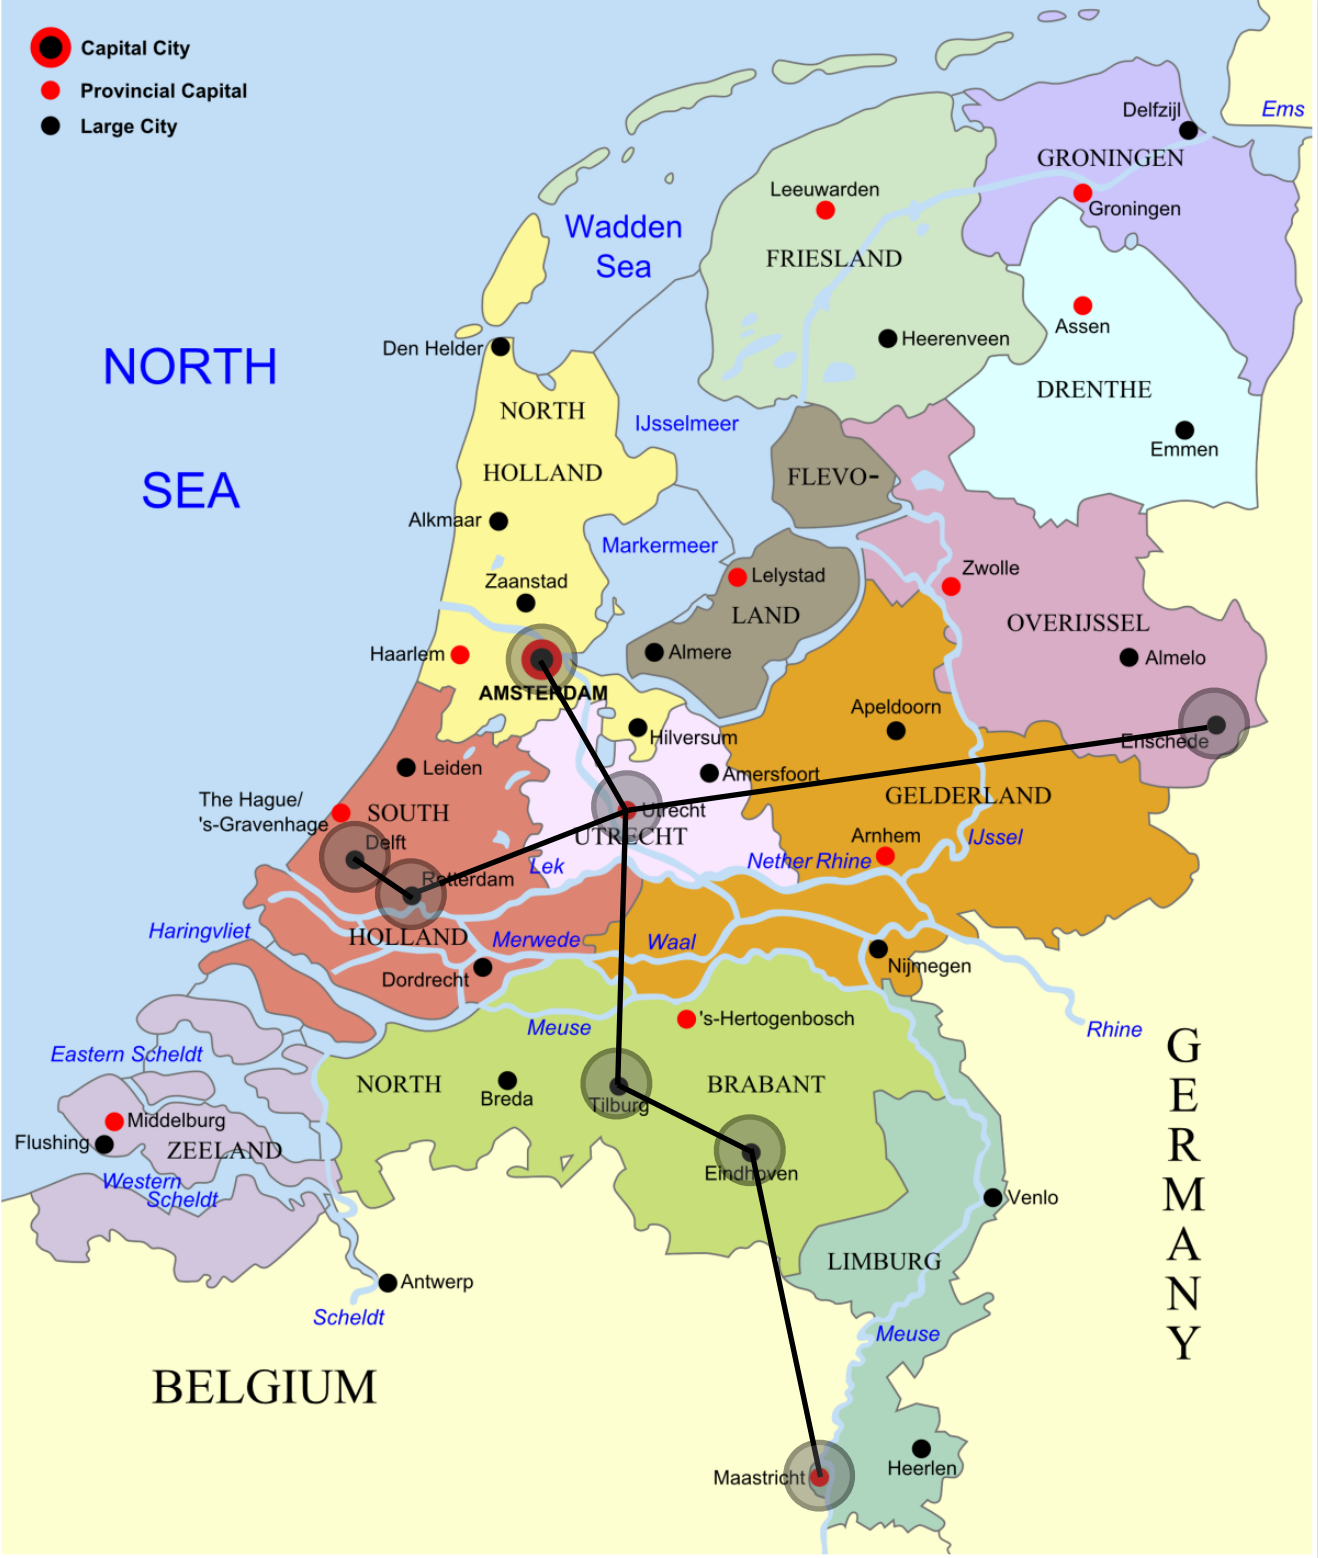 Capital City
Provincial Capital
Large City
Ems
Delfzijl
GRONINGEN
Leeuwarden
Groningen
Wadden
Sea
FRIESLAND
Assen
Heerenveen
Den Helder
NORTH
SEA
DRENTHE
NORTH
HOLLAND
IJsselmeer
Emmen
FLEVO-
LAND
Alkmaar
Markermeer
Zaanstad
Lelystad
Zwolle
OVERIJSSEL
Haarlem
Almere
Almelo
AMSTERDAM
Apeldoorn
Hilversum
Enschede
Leiden
Amersfoort
The Hague/
's-Gravenhage
SOUTH
HOLLAND
Utrecht
UTRECHT
GELDERLAND
Delft
Arnhem
IJssel
Lek
Nether Rhine
Rotterdam
Haringvliet
Merwede
Waal
Dordrecht
Nijmegen
Meuse
's-Hertogenbosch
Rhine
Eastern Scheldt
NORTH
BRABANT
Breda
Tilburg
GERMANY
Middelburg
Flushing
ZEELAND
Eindhoven
Western
Scheldt
Venlo
LIMBURG
Antwerp
Scheldt
Meuse
BELGIUM
Heerlen
Maastricht